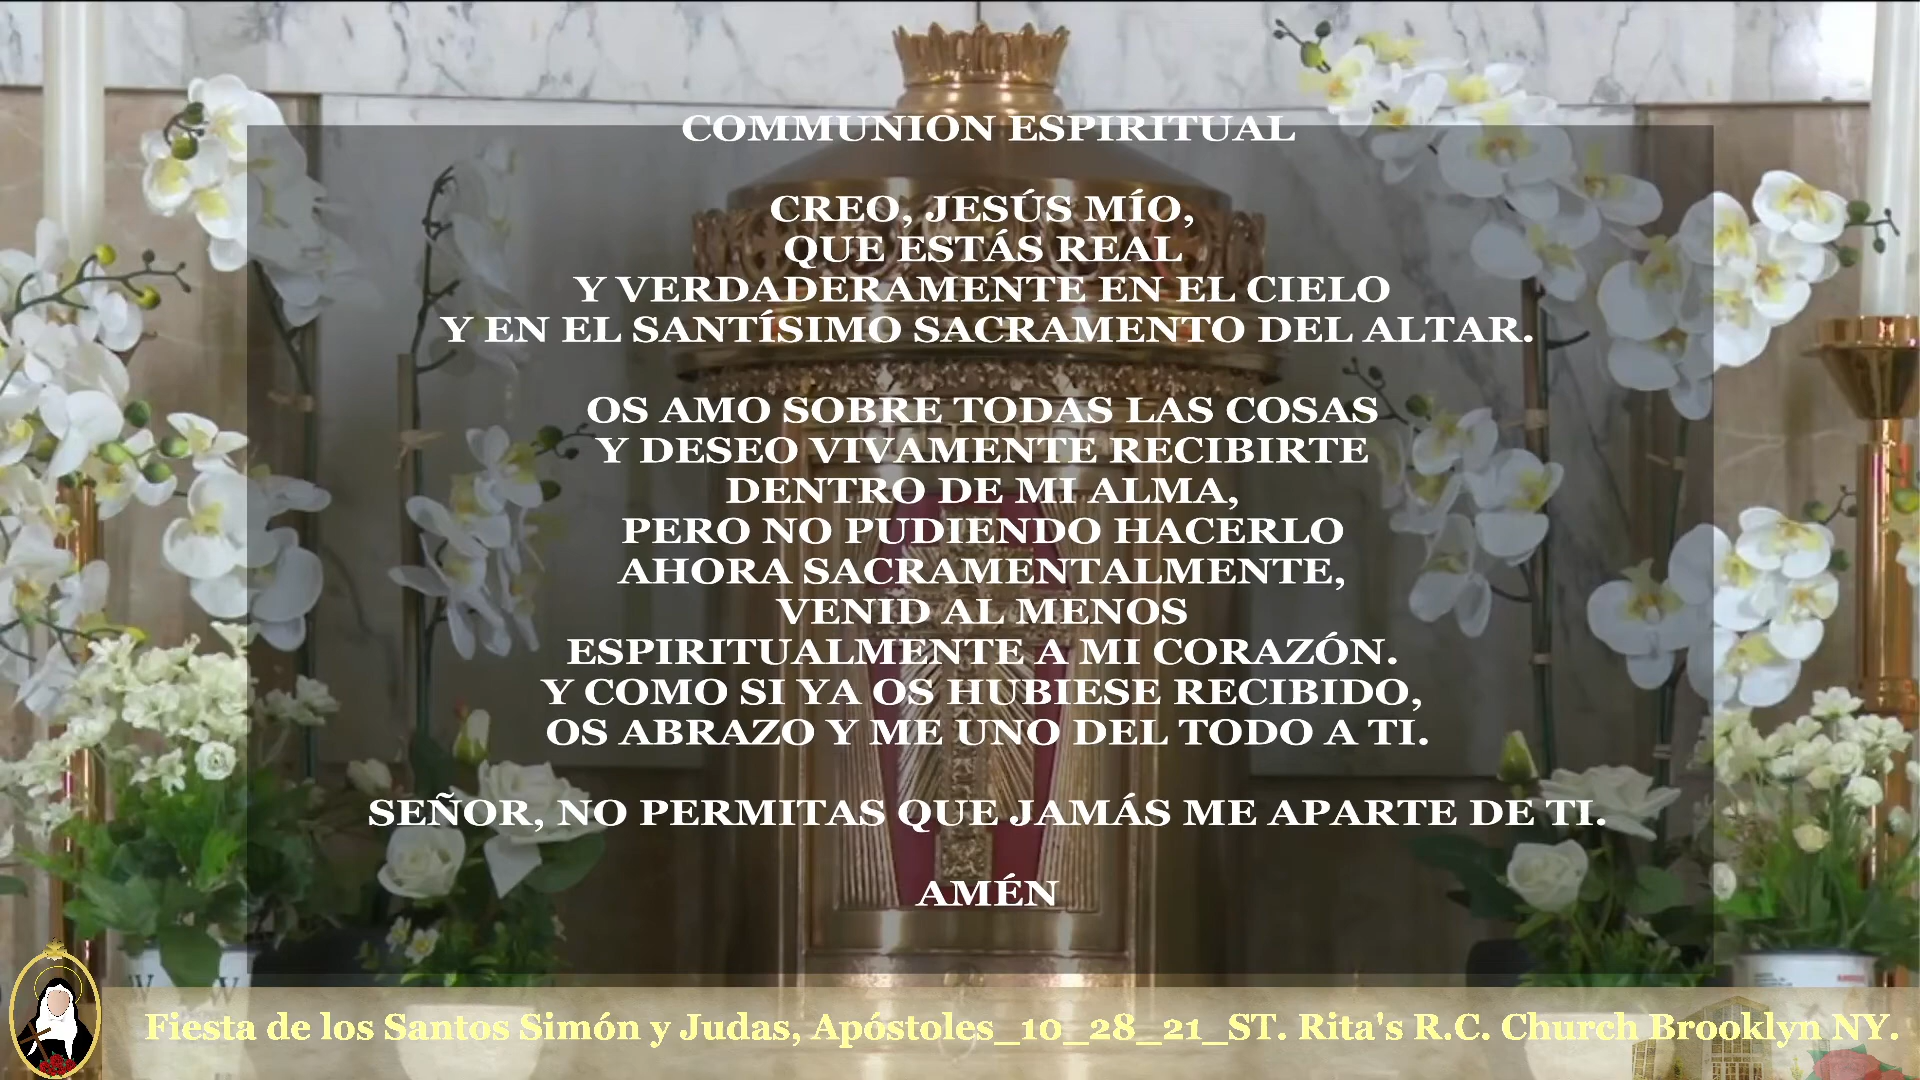 COMMUNION ESPIRITUAL
CREO, JESÚS MÍO,
QUE ESTÁS REAL
Y VERDADERAMENTE EN EL CIELO
Y EN EL SANTÍSIMO SACRAMENTO DEL ALTAR.
OS AMO SOBRE TODAS LAS COSAS
Y DESEO VIVAMENTE RECIBIRTE
DENTRO DE MI ALMA,
PERO NO PUDIENDO HACERLO
AHORA SACRAMENTALMENTE,
VENID AL MENOS
ESPIRITUALMENTE A MI CORAZÓN.
Y COMO SI YA OS HUBIESE RECIBIDO,
OS ABRAZO Y ME UNO DEL TODO A TI.
SEÑOR, NO PERMITAS QUE JAMÁS ME APARTE DE TI.
AMÉN
Fiesta de los Santos Simón y Judas, Apóstoles_10_28_21_ST. Rita's R.C. Church Brooklyn NY.